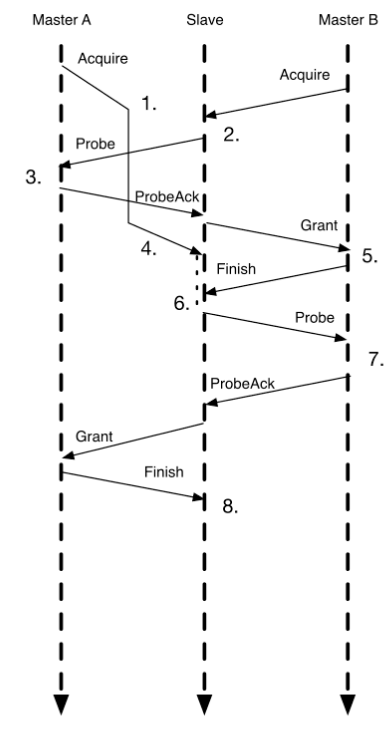 Master A Slave Master B
Acquire
Acquire
1.
2.
Probe
3.
ProbeAck
Grant
4.
5.
Finish
6.
Probe
7.
ProbeAck
Grant
Finish
8.